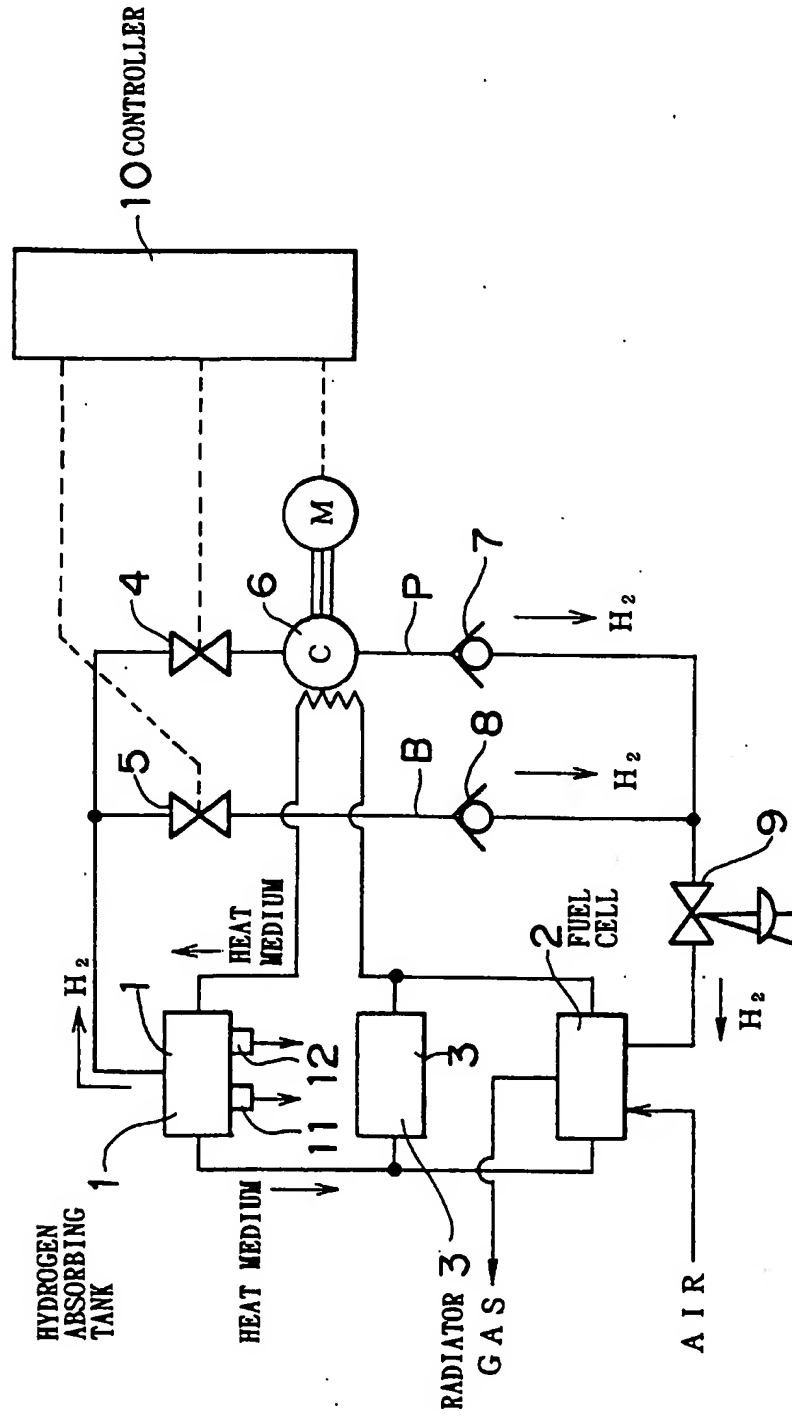 HYDROGEN
ABSORBING
TANK
1
1
H₂
HEAT
MEDIUM
HEAT MEDIUM
11
12
RADIATOR 3
3
GAS
AIR
2
FUEL
CELL
H₂
9
5
4
6
C
M
B
8
H₂
P
7
H₂
10 CONTROLLER